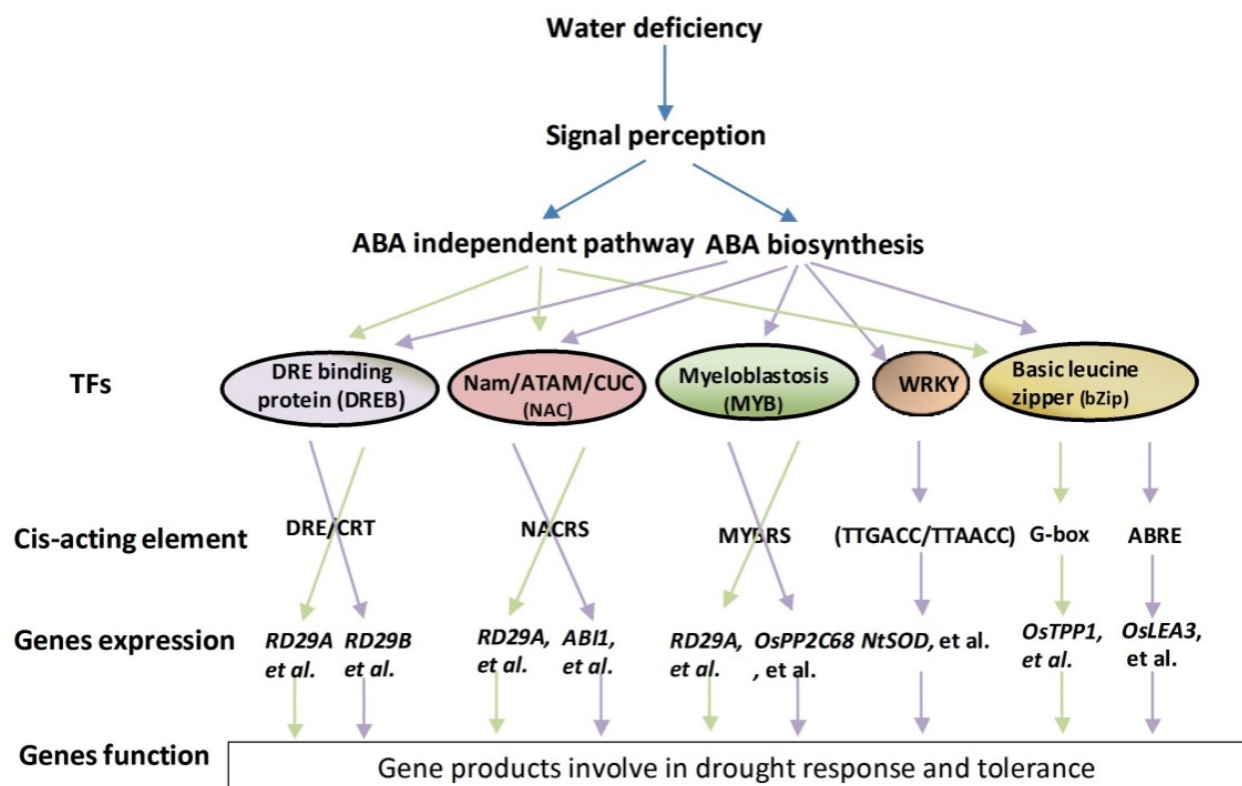 Water deficiency
Signal perception
ABA independent pathway ABA biosynthesis
TFs
DRE binding
protein (DREB)
Nam/ATAM/CUC
(NAC)
Myeloblastosis
(MYB)
WRKY
Basic leucine
zipper (bZip)
Cis-acting element
DRE/CRT
NACRS
MYBRS
(TTGACC/TTAACC)
G-box
ABRE
Genes expression
RD29A
et al.
RD29B
et al.
RD29A,
et al.
ABI1,
et al.
RD29A,
et al.
OsPP2C68
, et al.
NtSOD, et al.
OsTPP1,
et al.
OsLEA3,
et al.
Genes function
Gene products involve in drought response and tolerance